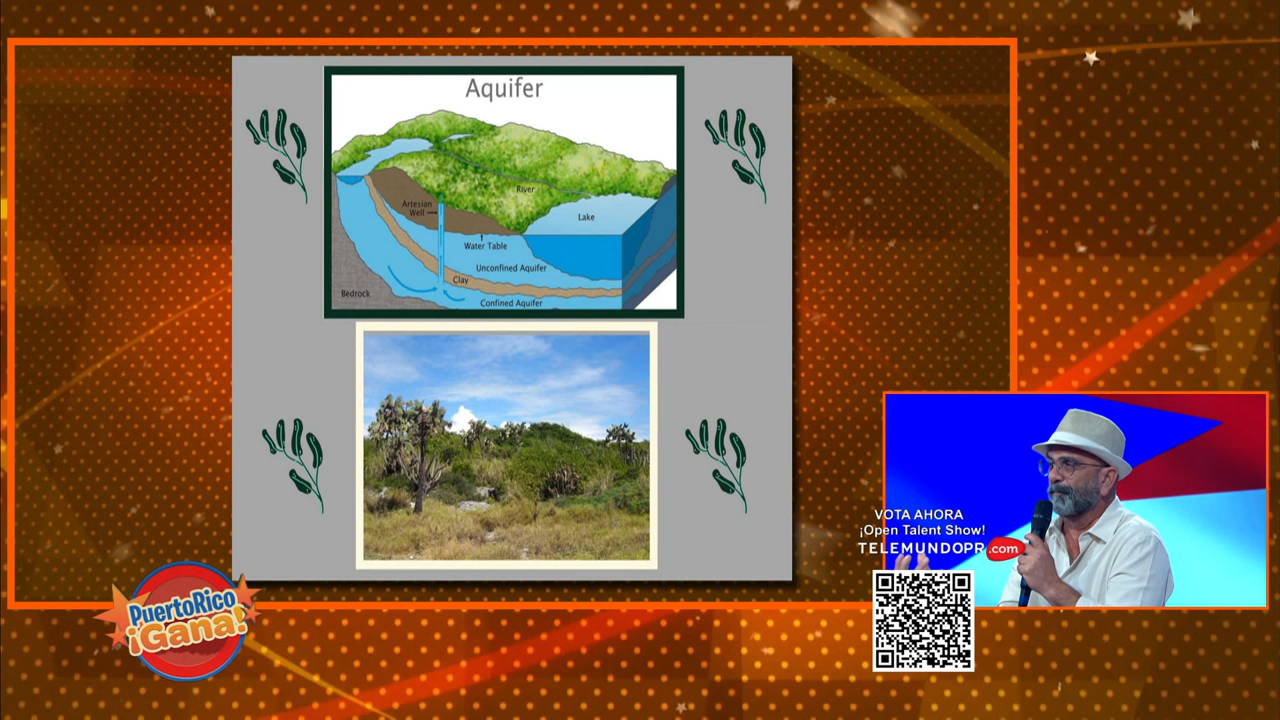 Aquifer
River
Artesian
Well
Lake
Water Table
Unconfined Aquifer
Clay
Bedrock
Confined Aquifer
VOTA AHORA
¡Open Talent Show!
TELEMUNDOPR.com
PuertoRico
¡Gana!